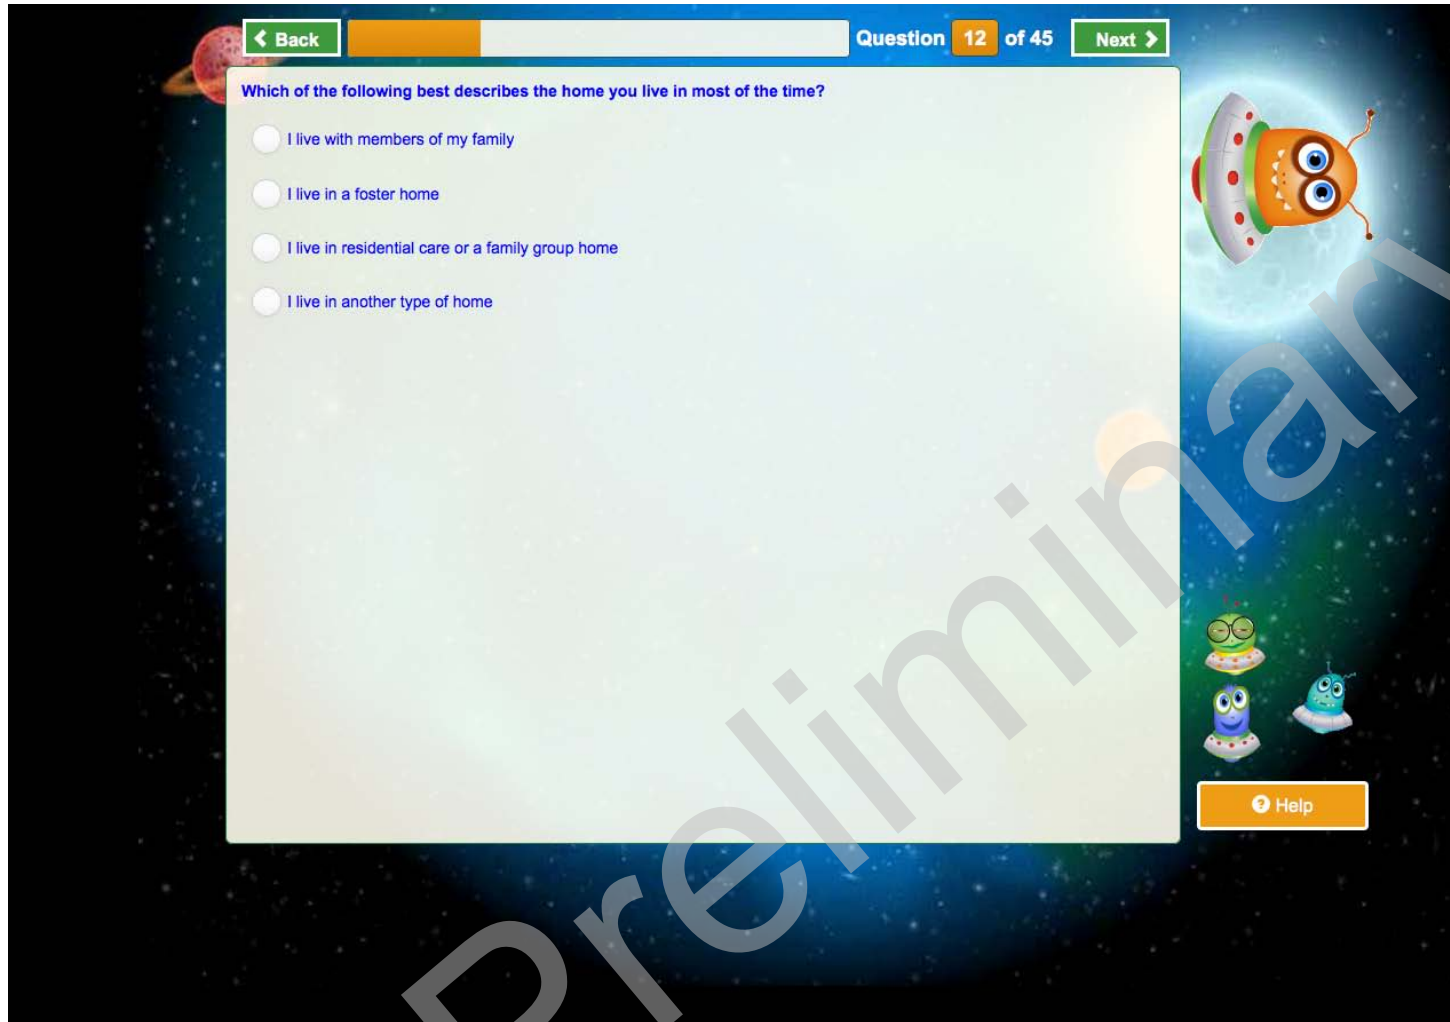 Back
Question 12 of 45
Next
Which of the following best describes the home you live in most of the time?
I live with members of my family
I live in a foster home
I live in residential care or a family group home
I live in another type of home
? Help
Preliminary